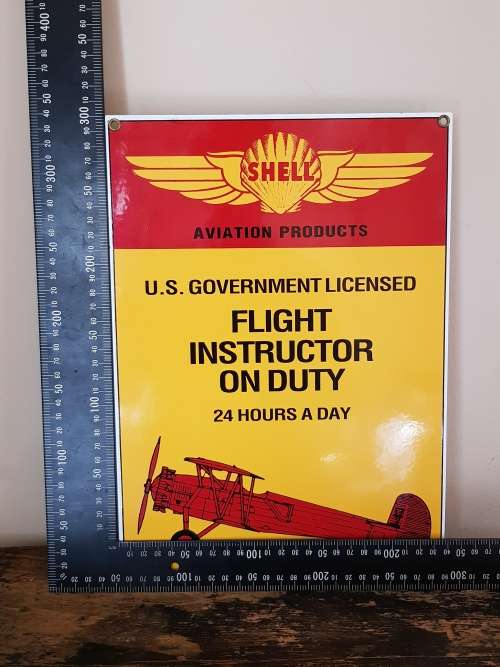 SHELL
AVIATION PRODUCTS
U.S. GOVERNMENT LICENSED
FLIGHT
INSTRUCTOR
ON DUTY
24 HOURS A DAY